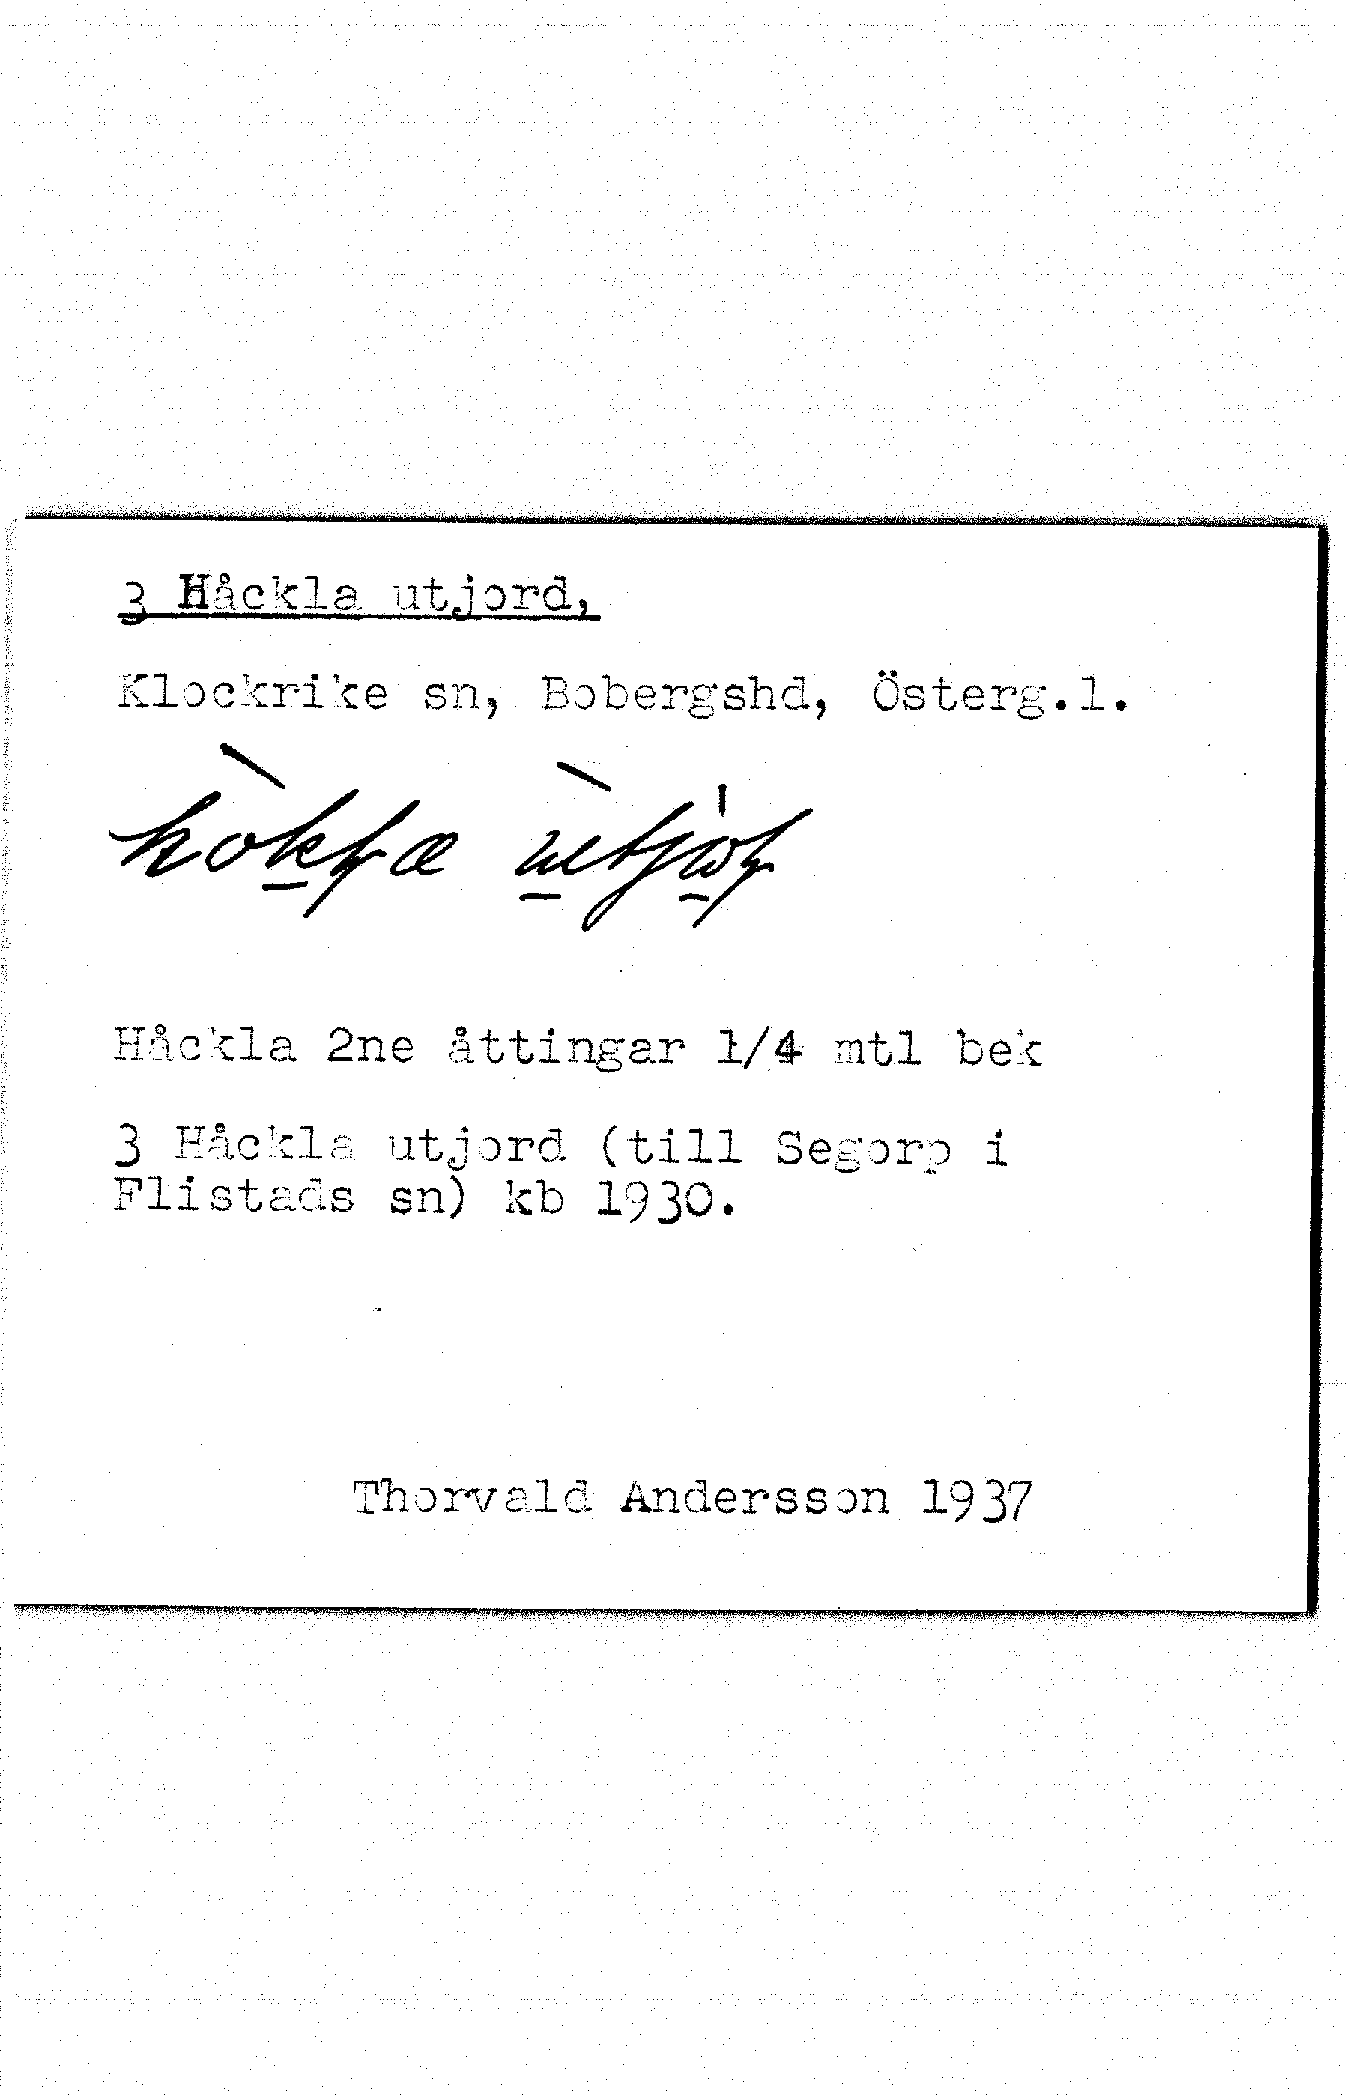 3 Håckla utjord,
Klockrike sn, Bobergshd, Österg.l.
Håckla 2ne åttingar 1/4 mtl bek
3 Håckla utjord (till Segorp i
Flistads sn) kb 1930.
Thorvald Andersson 1937